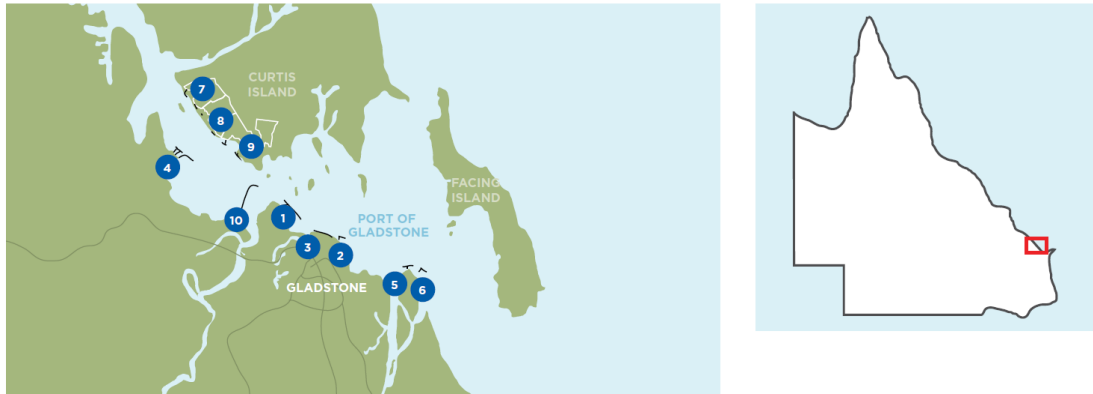 CURTIS
ISLAND
7
8
9
4
FACING
ISLAND
10
1
PORT OF
GLADSTONE
3
2
GLADSTONE
5
6